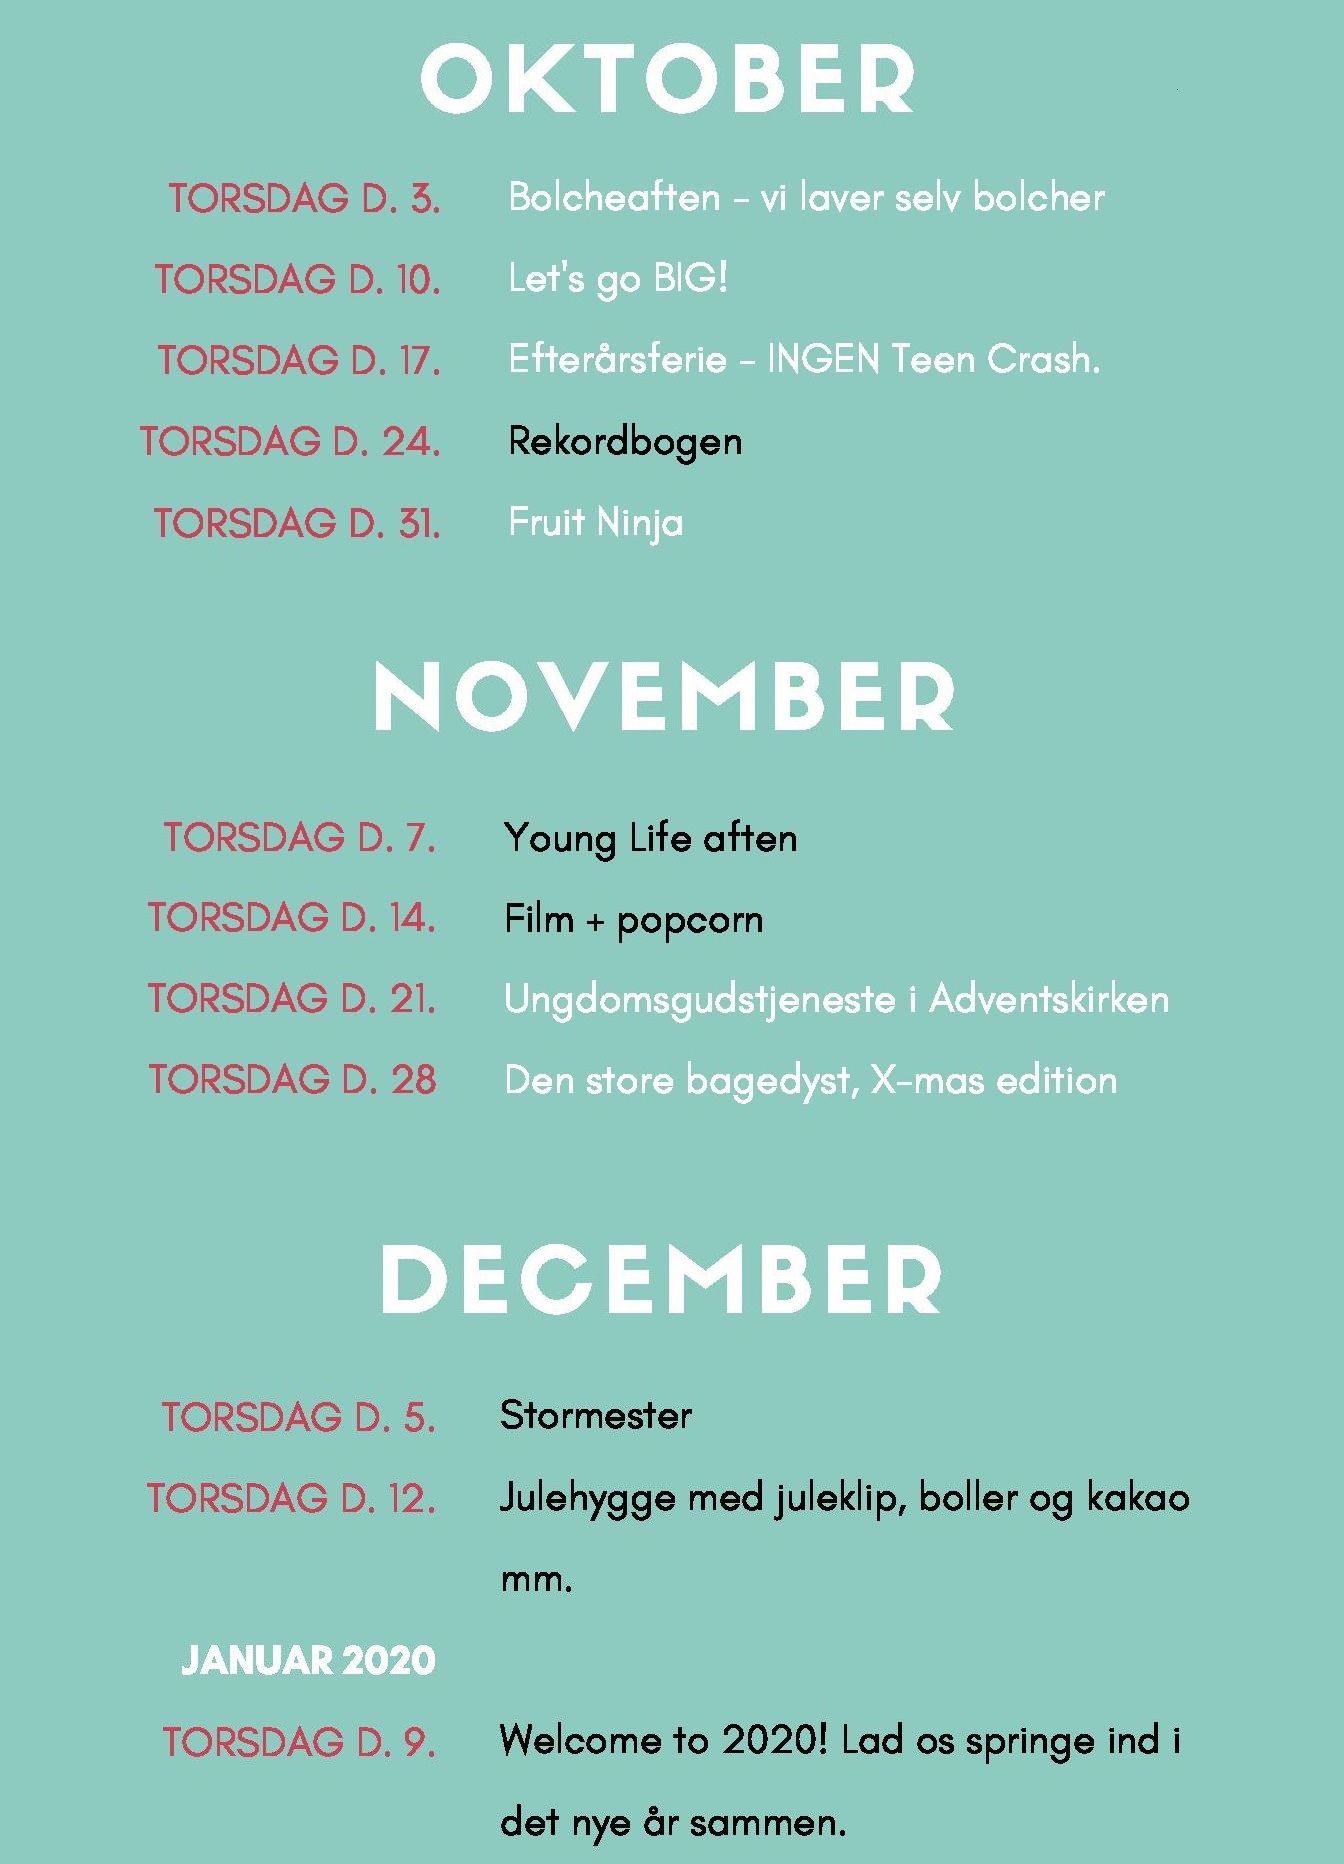 OKTOBER
TORSDAG D. 3. Bolcheaften - vi laver selv bolcher
TORSDAG D. 10. Let's go BIG!
TORSDAG D. 17. Efterårsferie - INGEN Teen Crash.
TORSDAG D. 24. Rekordbogen
TORSDAG D. 31. Fruit Ninja
NOVEMBER
TORSDAG D. 7. Young Life aften
TORSDAG D. 14. Film + popcorn
TORSDAG D. 21. Ungdomsgudstjeneste i Adventskirken
TORSDAG D. 28 Den store bagedyst, X-mas edition
DECEMBER
TORSDAG D. 5. Stormester
TORSDAG D. 12. Julehygge med juleklip, boller og kakao
mm.
JANUAR 2020
TORSDAG D. 9. Welcome to 2020! Lad os springe ind i
det nye år sammen.